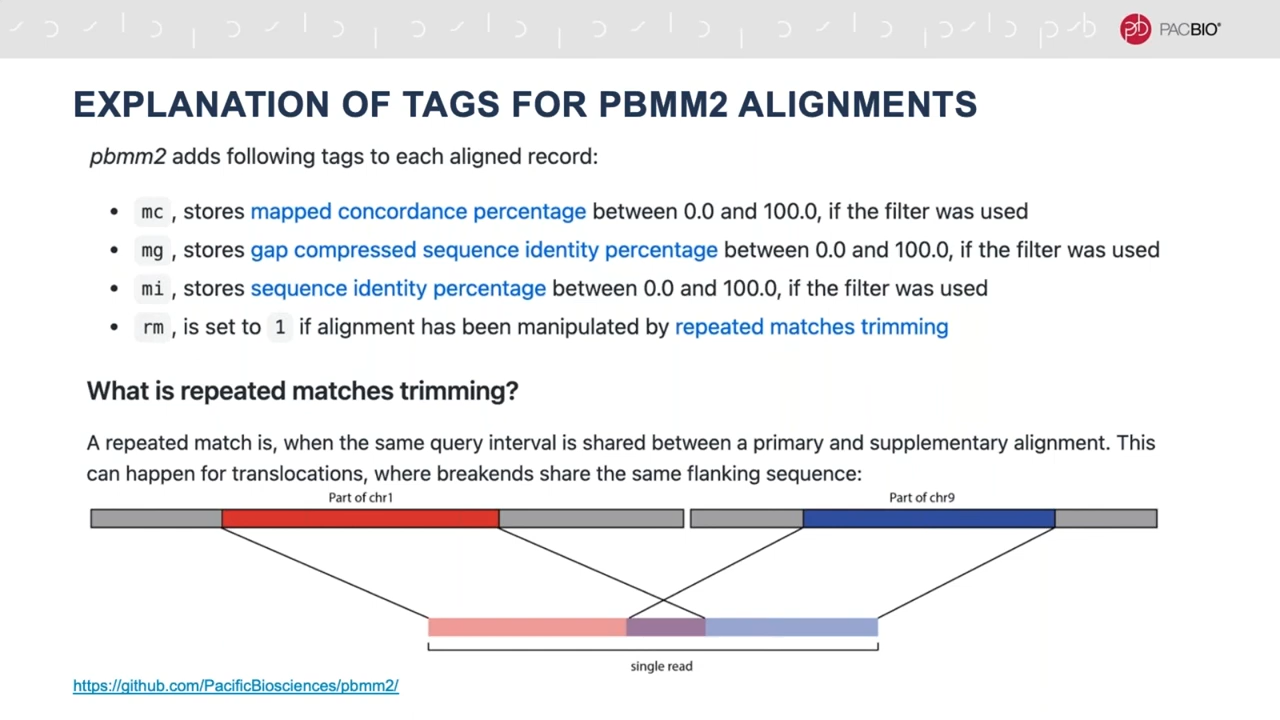 PACBIO®
EXPLANATION OF TAGS FOR PBMM2 ALIGNMENTS
pbmm2 adds following tags to each aligned record:
• mc , stores mapped concordance percentage between 0.0 and 100.0, if the filter was used
• mg , stores gap compressed sequence identity percentage between 0.0 and 100.0, if the filter was used
• mi , stores sequence identity percentage between 0.0 and 100.0, if the filter was used
• rm , is set to 1 if alignment has been manipulated by repeated matches trimming
What is repeated matches trimming?
A repeated match is, when the same query interval is shared between a primary and supplementary alignment. This
can happen for translocations, where breakends share the same flanking sequence:
Part of chr1
Part of chr9
single read
https://github.com/PacificBiosciences/pbmm2/